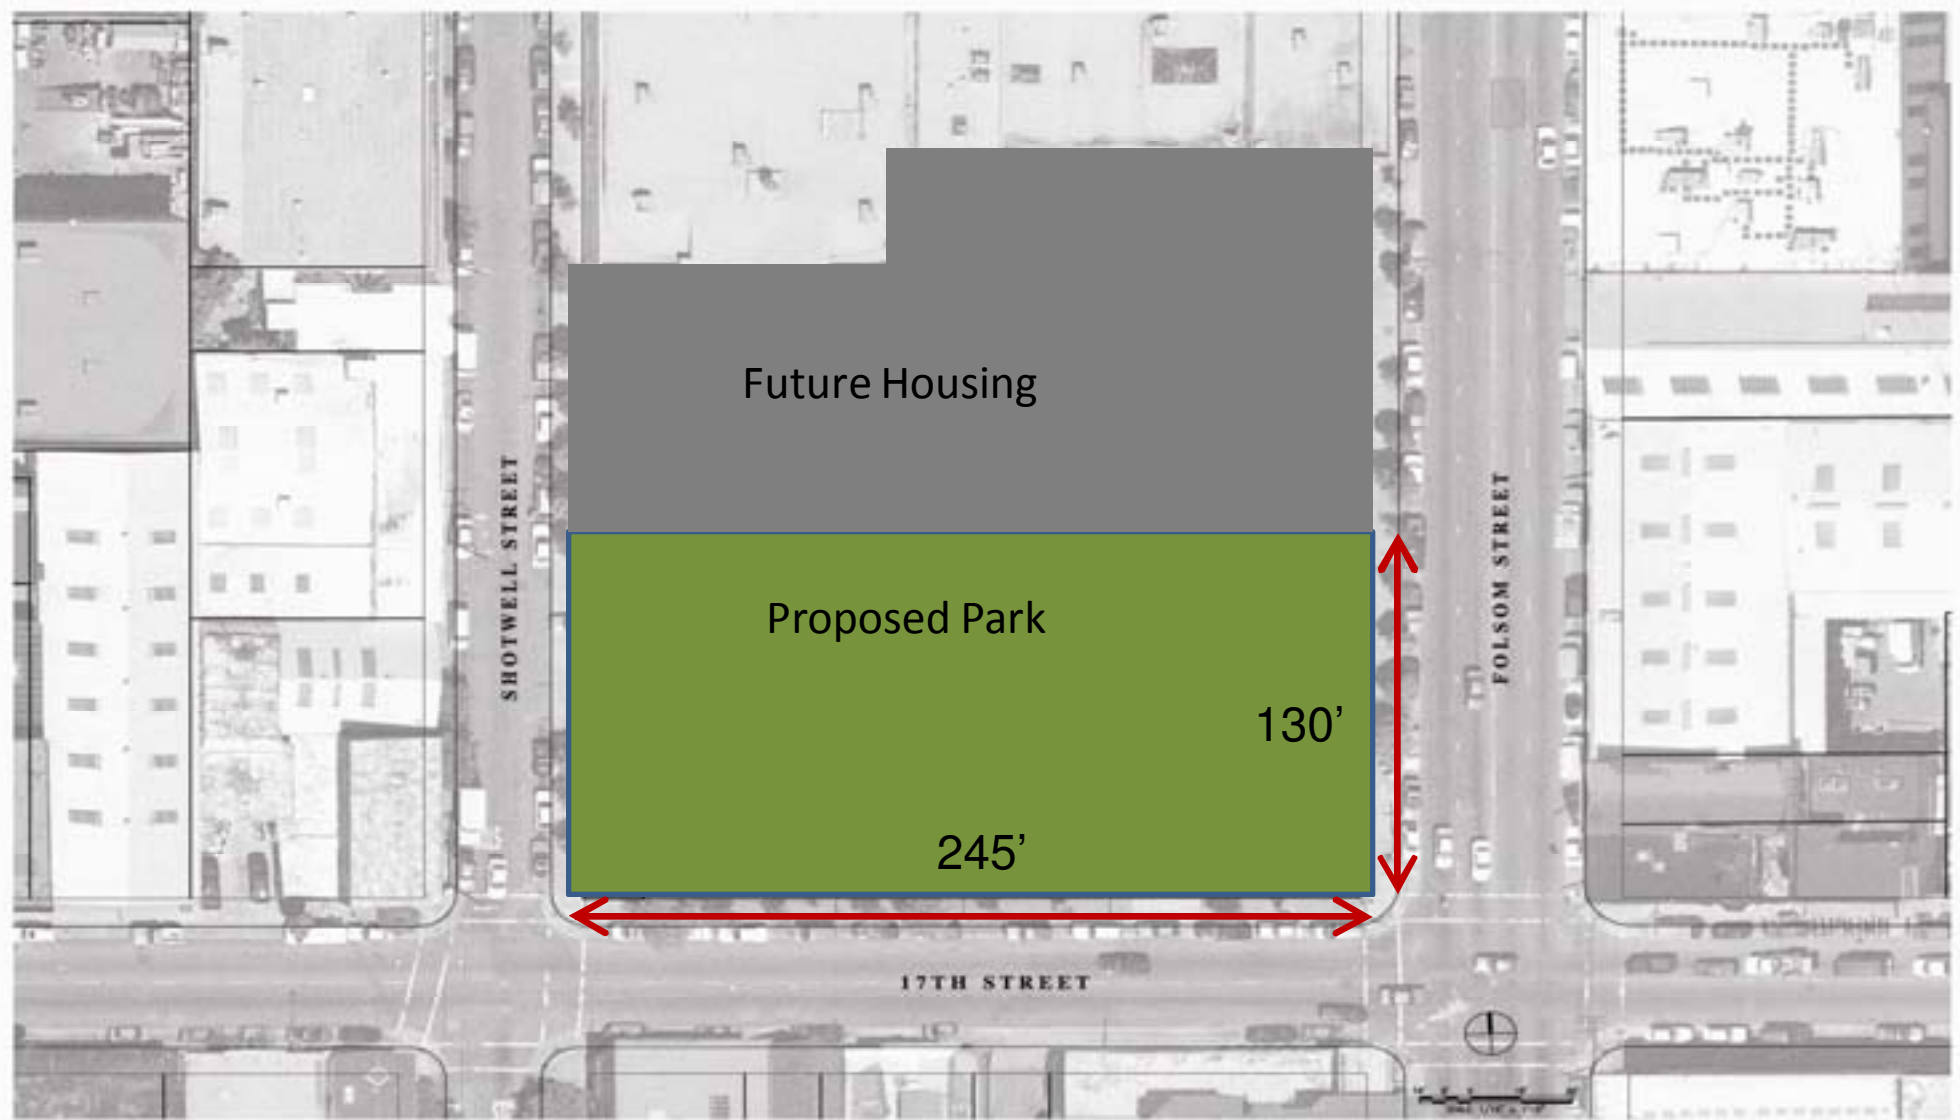 Future Housing
SHOTWELL STREET
FOLSOM STREET
Proposed Park
130’
245’
17TH STREET